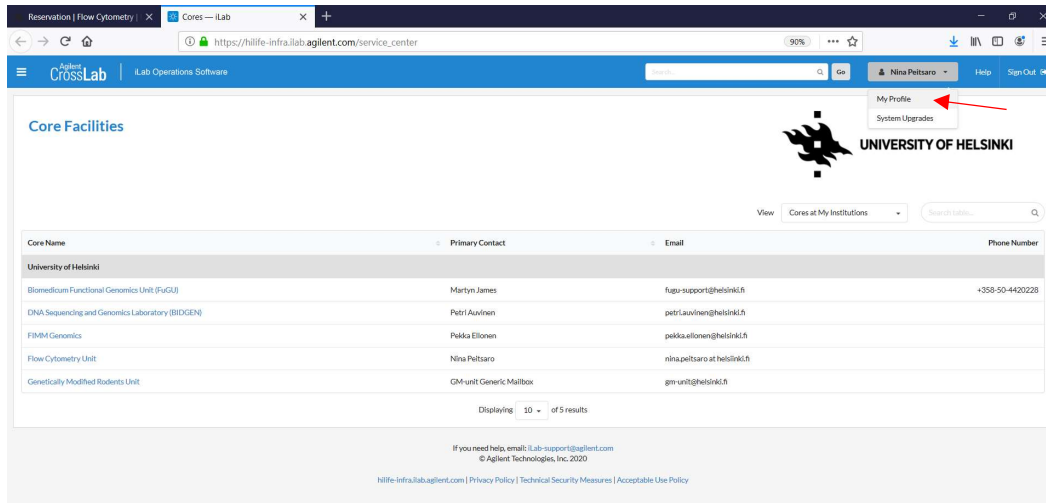 Reservation | Flow Cytometry |
Cores — iLab
https://hilife-infra.ilab.agilent.com/service_center
90%
Agilent
CrossLab
iLab Operations Software
Search...
Go
Nina Peitsaro
Help
Sign Out
My Profile
System Upgrades
Core Facilities
UNIVERSITY OF HELSINKI
View Cores at My Institutions
Search table...
Core Name Primary Contact Email Phone Number
University of Helsinki
Biomedicum Functional Genomics Unit (FuGU) Martyn James fugu-support@helsinki.fi +358-50-4420228
DNA Sequencing and Genomics Laboratory (BIDGEN) Petri Auvinen petri.auvinen@helsinki.fi
FIMM Genomics Pekka Ellonen pekka.ellonen@helsinki.fi
Flow Cytometry Unit Nina Peitsaro nina.peitsaro at helsiinki.fi
Genetically Modified Rodents Unit GM-unit Generic Mailbox gm-unit@helsinki.fi
Displaying 10 of 5 results
If you need help, email: iLab-support@agilent.com
© Agilent Technologies, Inc. 2020
hilife-infra.ilab.agilent.com | Privacy Policy | Technical Security Measures | Acceptable Use Policy